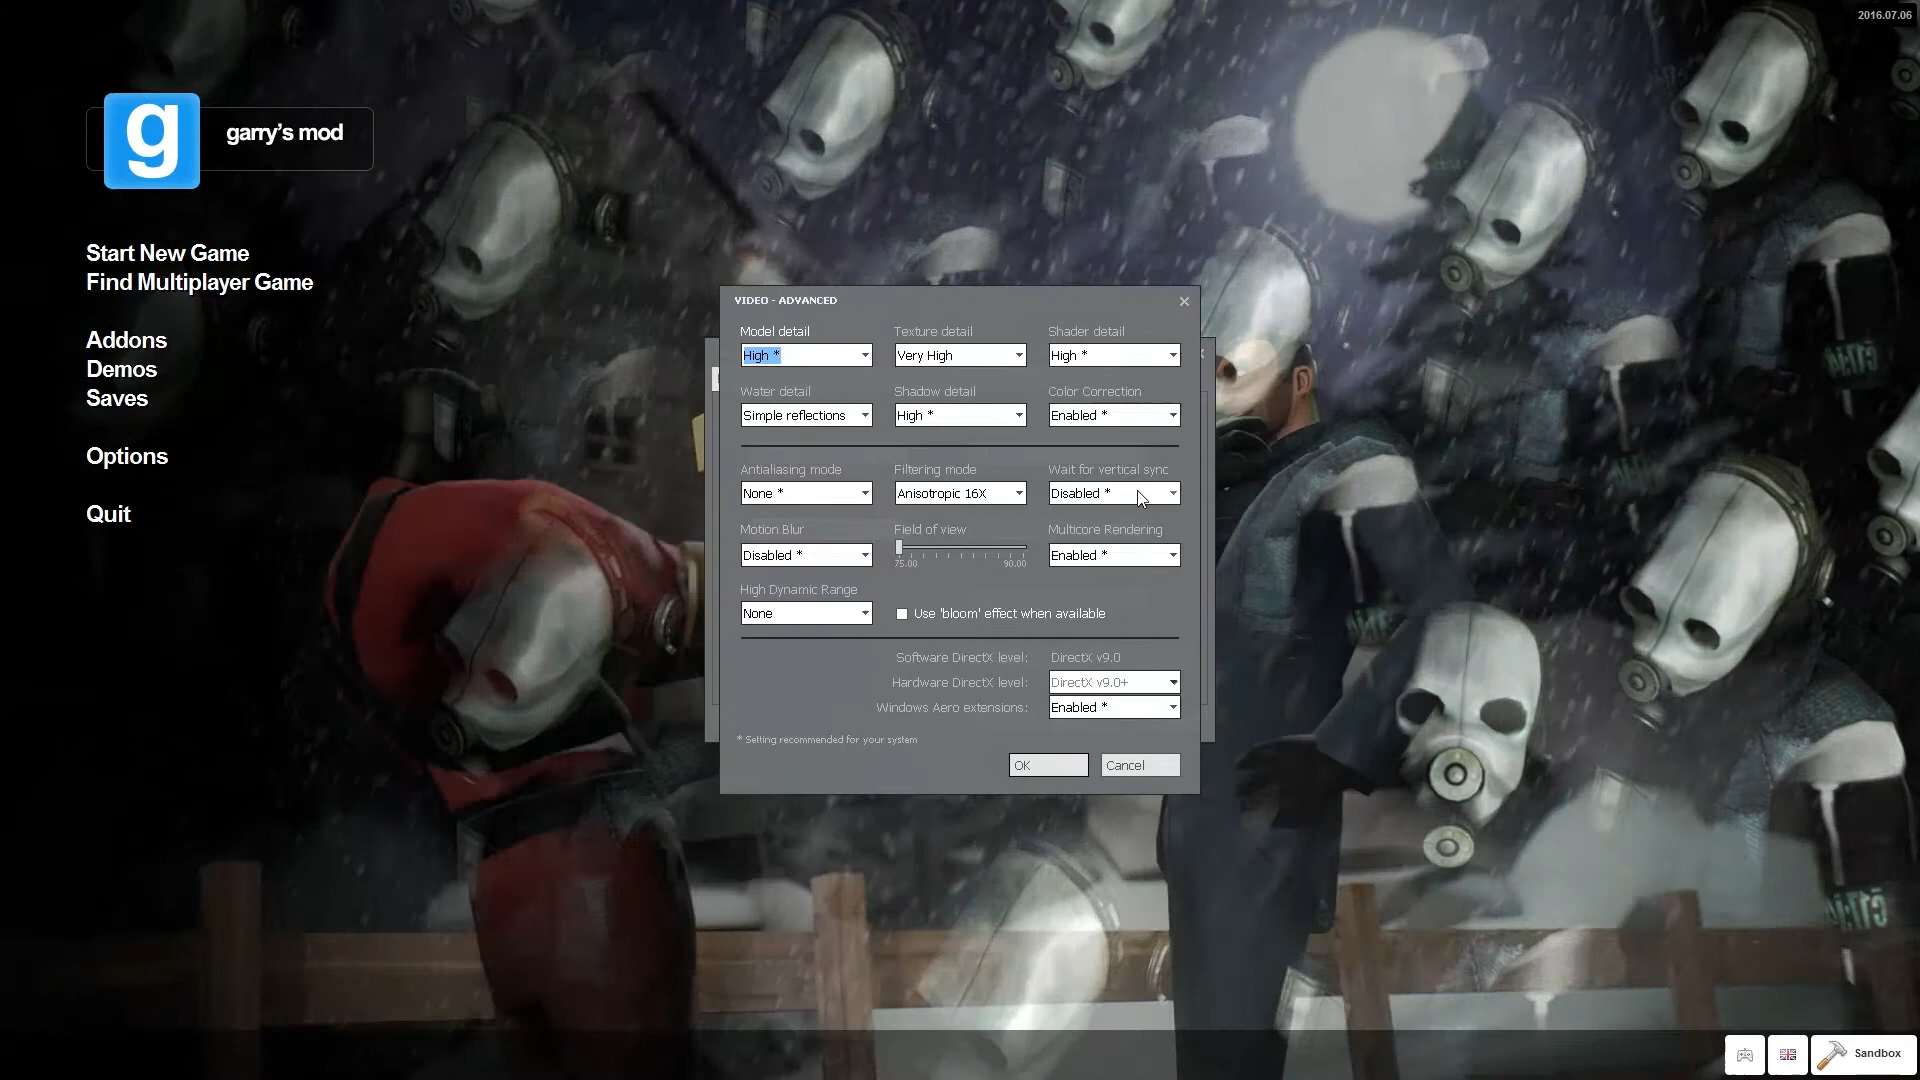 2016.07.06
g
garry's mod
Start New Game
Find Multiplayer Game
Addons
Demos
Saves
Options
Quit
VIDEO - ADVANCED
Model detail Texture detail Shader detail
High * Very High High *
Water detail Shadow detail Color Correction
Simple reflections High * Enabled *
Antialiasing mode Filtering mode Wait for vertical sync
None * Anisotropic 16X Disabled *
Motion Blur Field of view Multicore Rendering
Disabled * Enabled *
75.00 90.00
High Dynamic Range
None Use 'bloom' effect when available
Software DirectX level: DirectX v9.0
Hardware DirectX level: DirectX v9.0+
Windows Aero extensions: Enabled *
* Setting recommended for your system
OK Cancel
Sandbox